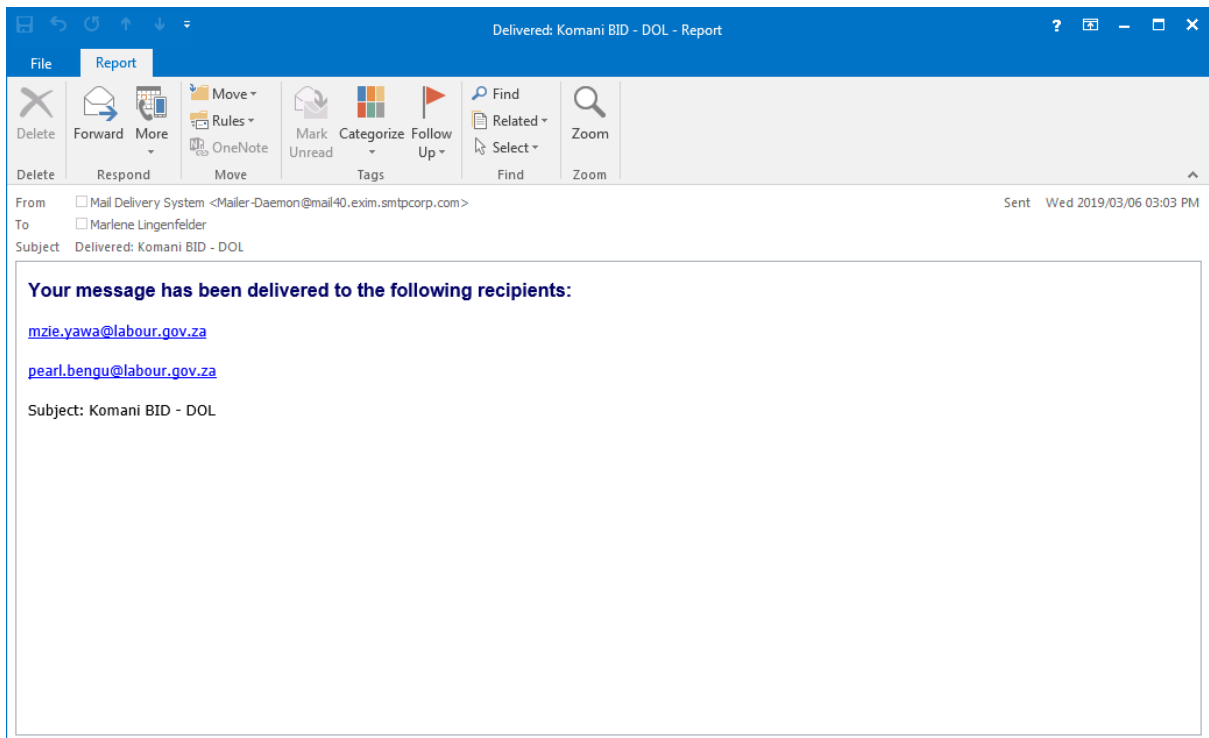 Delivered: Komani BID - DOL - Report
?
File Report
Delete
Forward
More
Move
Rules
OneNote
Mark Unread
Categorize
Follow Up
Find
Related
Select
Zoom
Delete Respond Move Tags Find Zoom
From Mail Delivery System <Mailer-Daemon@mail40.exim.smtpcorp.com> Sent Wed 2019/03/06 03:03 PM
To Marlene Lingenfelder
Subject Delivered: Komani BID - DOL
Your message has been delivered to the following recipients:
mzie.yawa@labour.gov.za
pearl.bengu@labour.gov.za
Subject: Komani BID - DOL